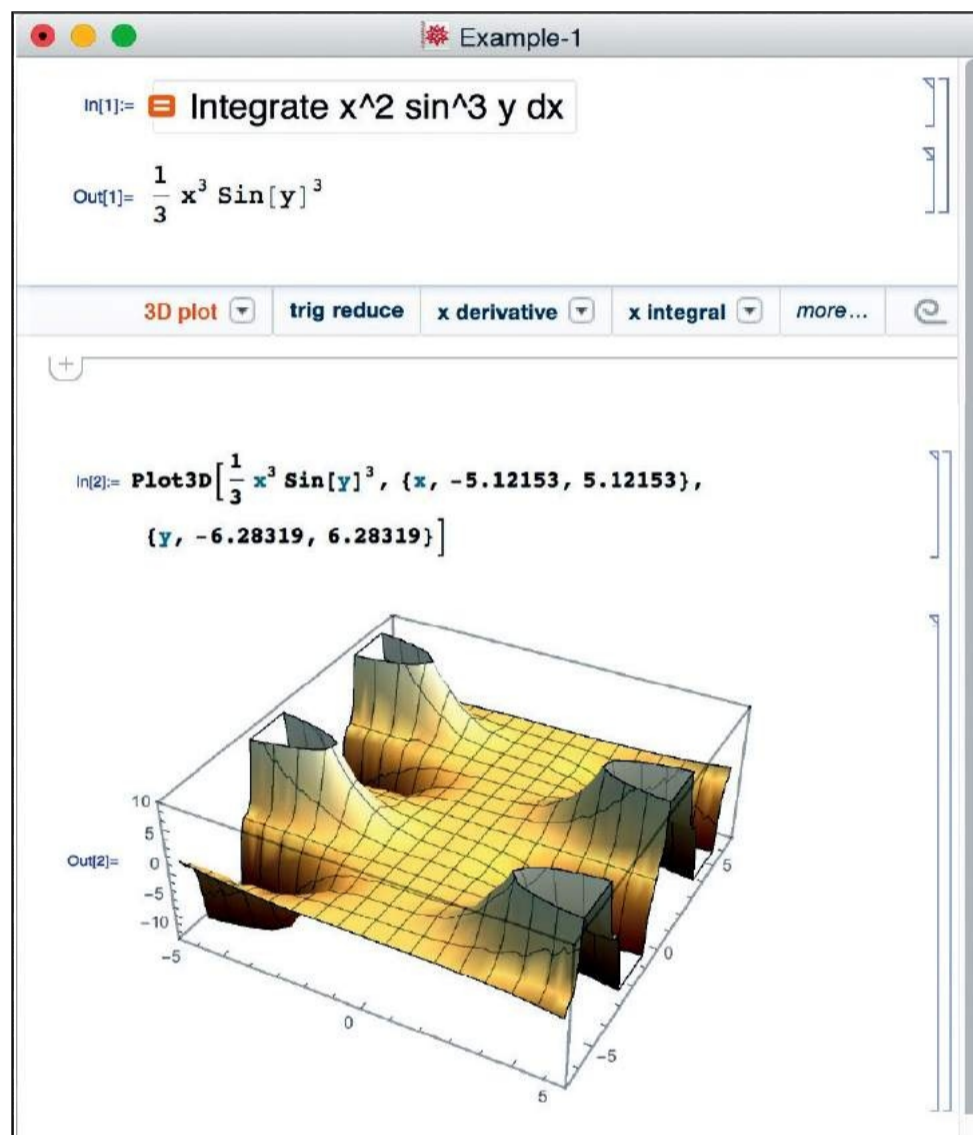 Example-1
In[1]:= Integrate x^2 sin^3 y dx
Out[1]= 1/3 x³ Sin[y]³
3D plot trig reduce x derivative x integral more...
In[2]:= Plot3D[1/3 x³ Sin[y]³, {x, -5.12153, 5.12153},
{y, -6.28319, 6.28319}]
10
5
Out[2]= 0
-5
-10
-5
0
5
-5
0
5